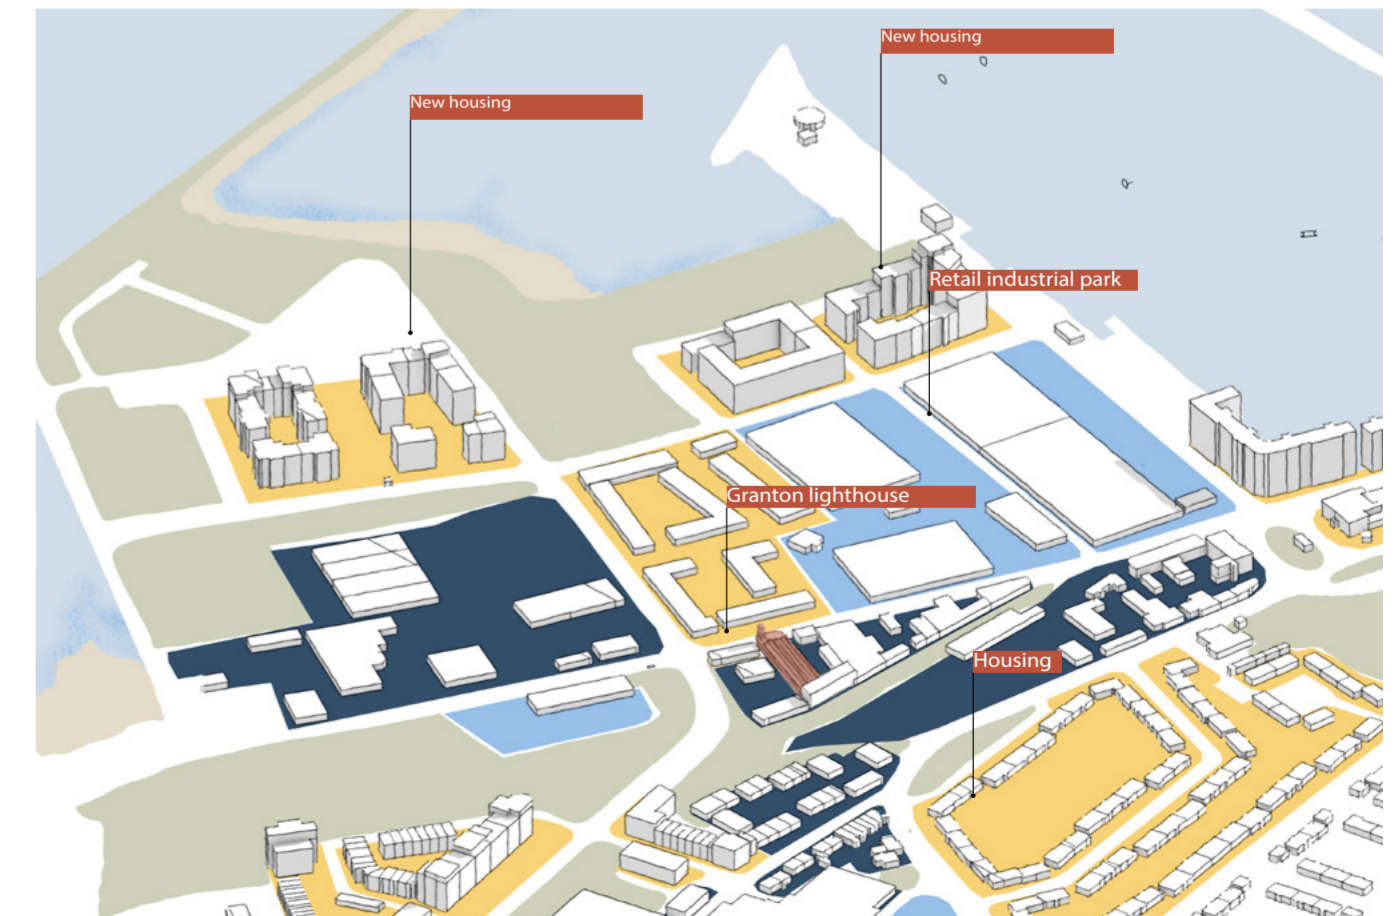 New housing
New housing
Retail industrial park
Granton lighthouse
Housing